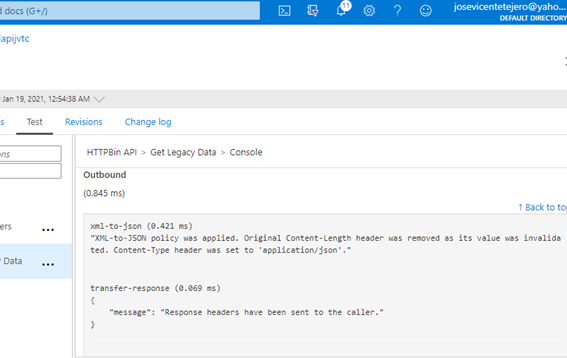 d docs (G+/)
11
josevicentetejero@yaho...
DEFAULT DIRECTORY
apijvtc
Jan 19, 2021, 12:54:38 AM
s Test Revisions Change log
ons
HTTPBin API > Get Legacy Data > Console
Outbound
(0.845 ms)
↑ Back to top
ers ...
y Data ...
xml-to-json (0.421 ms)
"XML-to-JSON policy was applied. Original Content-Length header was removed as its value was invalida
ted. Content-Type header was set to 'application/json'."
transfer-response (0.069 ms)
{
"message": "Response headers have been sent to the caller."
}